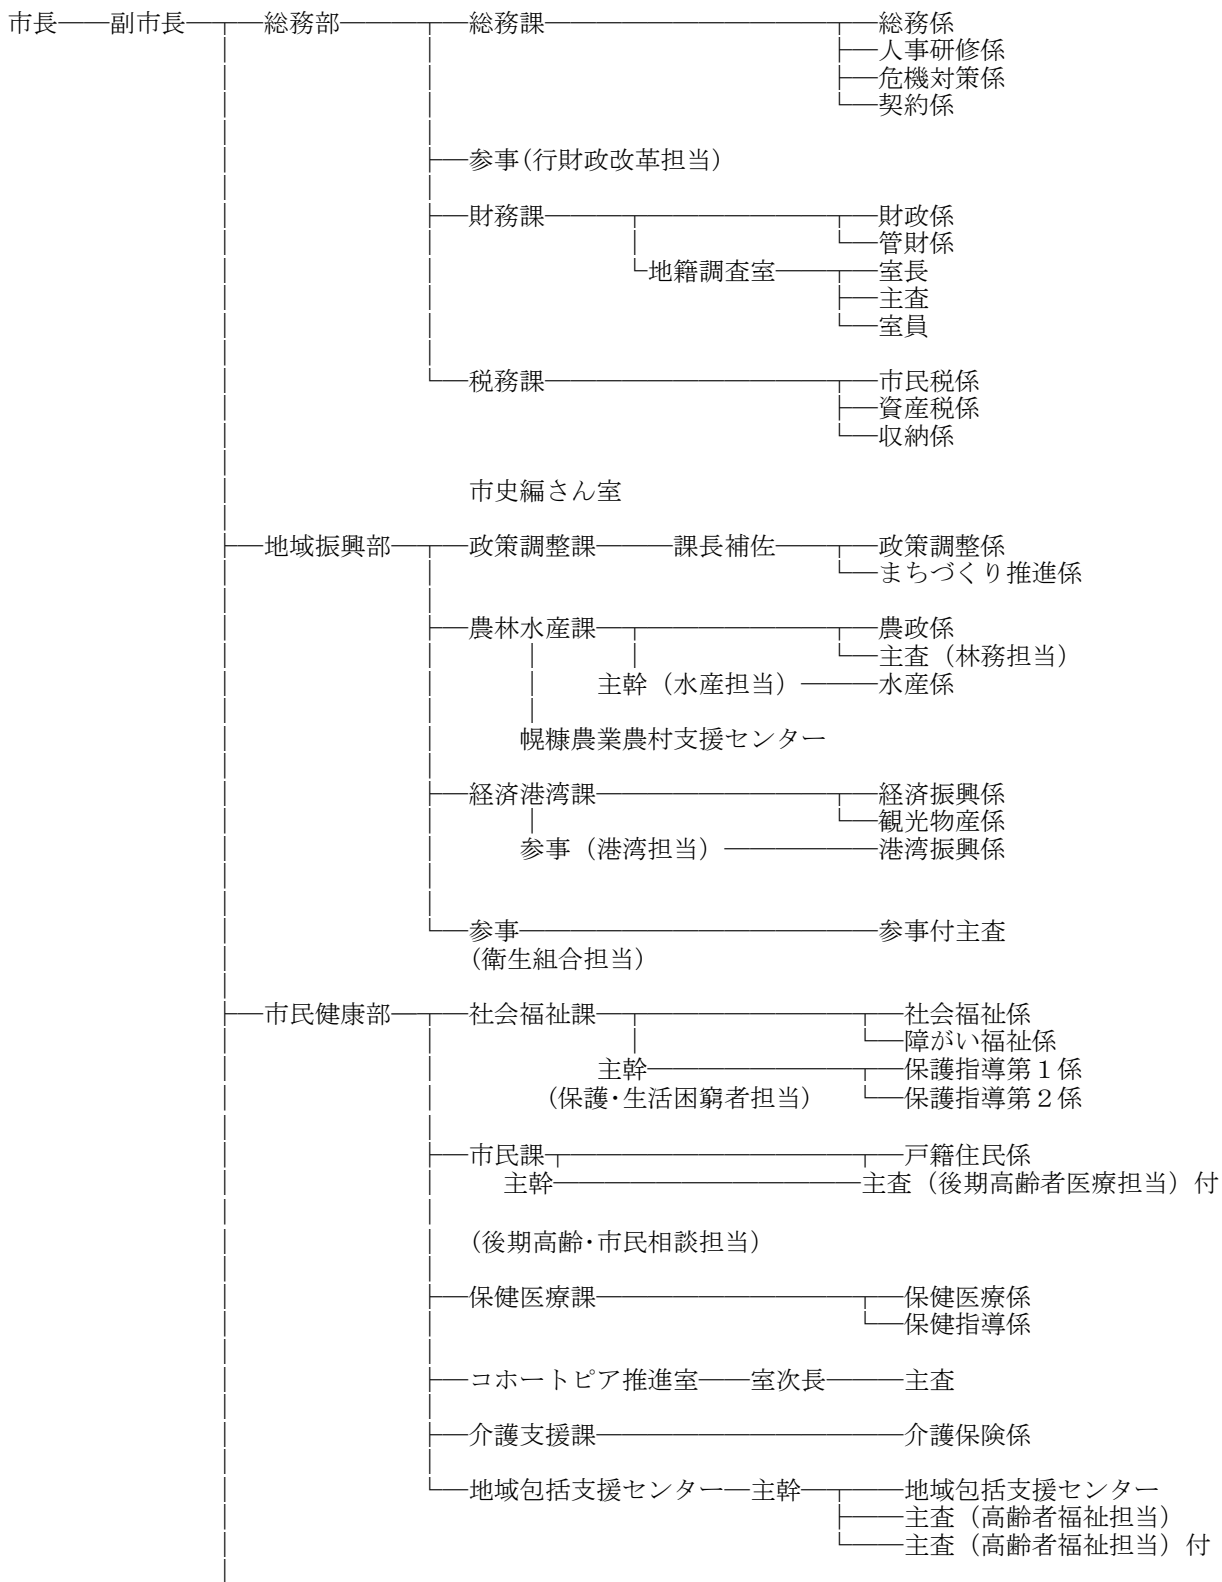 市長 副市長 総務部 総務課 総務係
人事研修係
危機対策係
契約係
参事(行財政改革担当)
財務課 財政係
管財係
地籍調査室 室長
主査
室員
税務課 市民税係
資産税係
収納係
市史編さん室
地域振興部 政策調整課 課長補佐 政策調整係
まちづくり推進係
農林水産課 農政係
主査（林務担当）
主幹（水産担当） 水産係
幌糠農業農村支援センター
経済港湾課 経済振興係
観光物産係
参事（港湾担当） 港湾振興係
参事 参事付主査
(衛生組合担当)
市民健康部 社会福祉課 社会福祉係
障がい福祉係
主幹 保護指導第１係
(保護･生活困窮者担当) 保護指導第２係
市民課 戸籍住民係
主幹 主査（後期高齢者医療担当）付
(後期高齢･市民相談担当)
保健医療課 保健医療係
保健指導係
コホートピア推進室 室次長 主査
介護支援課 介護保険係
地域包括支援センター 主幹 地域包括支援センター
主査（高齢者福祉担当）
主査（高齢者福祉担当）付